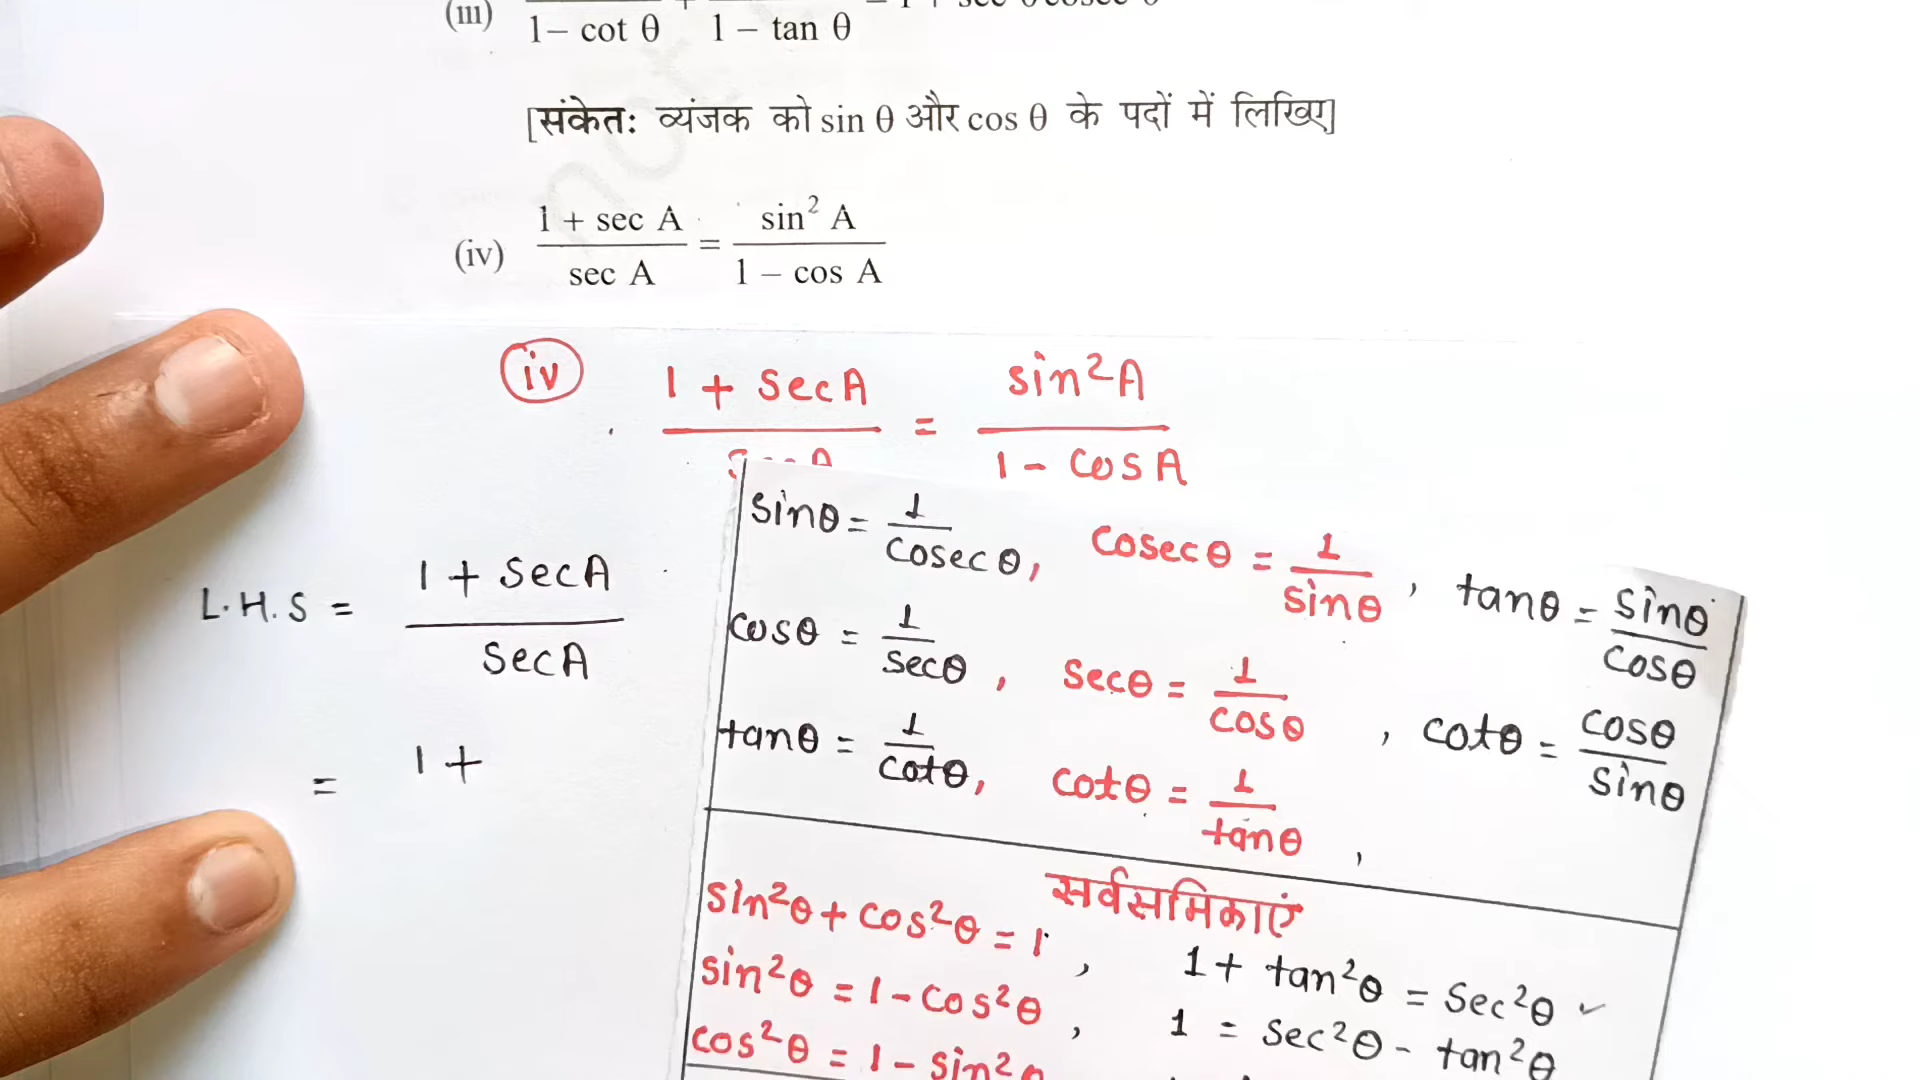 (iii) 1– cot θ 1 – tan θ
[संकेतः व्यंजक को sin θ और cos θ के पदों में लिखिए]
not
(iv) 1 + sec A / sec A = sin² A / 1 – cos A
(iv) 1 + secA = sin²A / 1 - cosA
L.H.S = 1 + secA / secA
= 1 +
sinθ = 1/cosecθ, cosecθ = 1/sinθ, tanθ = sinθ/cosθ
cosθ = 1/secθ, secθ = 1/cosθ, cotθ = cosθ/sinθ
tanθ = 1/cotθ, cotθ = 1/tanθ,
सर्वसमिकाएं
sin²θ + cos²θ = 1, 1 + tan²θ = sec²θ ✓
sin²θ = 1 - cos²θ, 1 = sec²θ - tan²θ
cos²θ = 1 - sin²θ